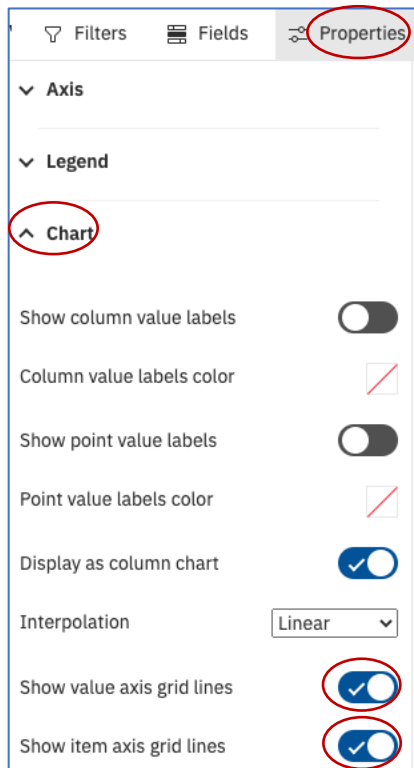 Filters Fields Properties
Axis
Legend
Chart
Show column value labels
Column value labels color
Show point value labels
Point value labels color
Display as column chart
Interpolation Linear
Show value axis grid lines
Show item axis grid lines